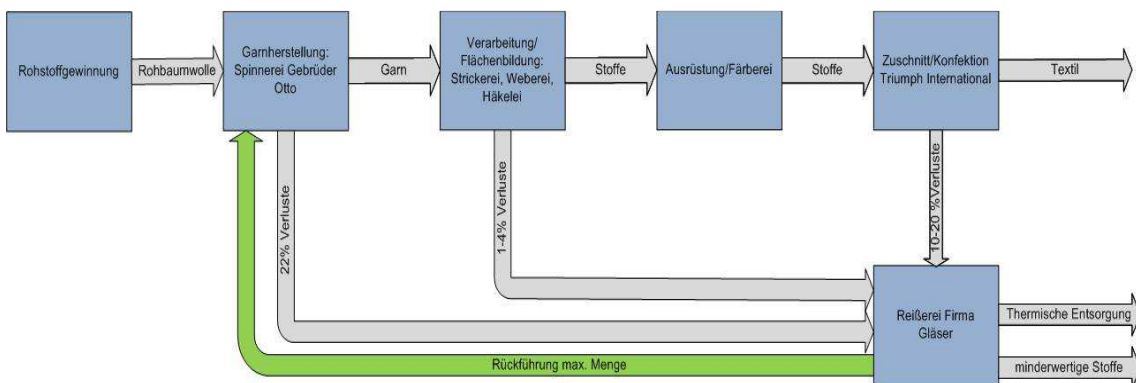 Rohstoffgewinnung
Rohbaumwolle
Garnherstellung:
Spinnerei Gebrüder
Otto
Garn
Verarbeitung/
Flächenbildung:
Strickerei, Weberei,
Häkelei
Stoffe
Ausrüstung/Färberei
Stoffe
Zuschnitt/Konfektion
Triumph International
Textil
22% Verluste
1-4% Verluste
10-20 %Verluste
Reißerei Firma
Gläser
Thermische Entsorgung
minderwertige Stoffe
Rückführung max. Menge